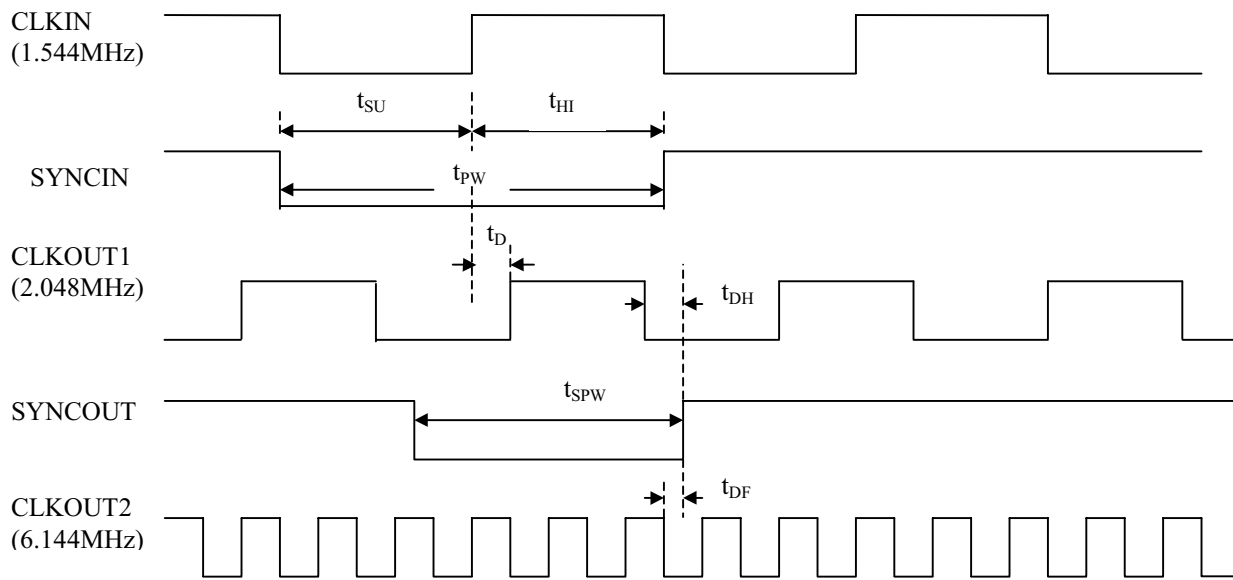 CLKIN
(1.544MHz)
tSU
tHI
SYNCIN
tPW
CLKOUT1
(2.048MHz)
tD
tDH
SYNCOUT
tSPW
CLKOUT2
(6.144MHz)
tDF